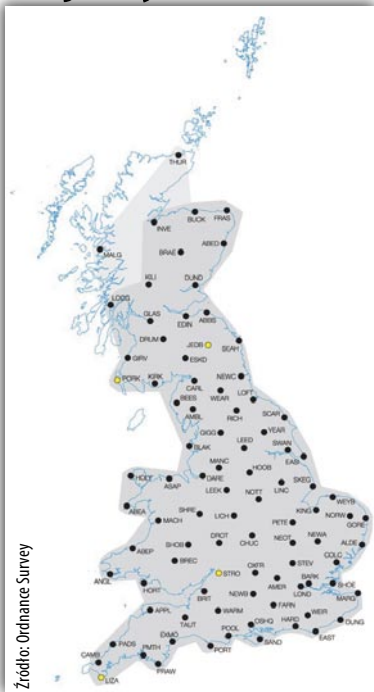 THUR
BUCK FRAS
INVE
ABED
BRAE
MALG
KILI DUND
LOCG
GLAS
EDIN ABBS
DRUM
JEDB SEAH
GIRV ESKD
PORK KIRK
CARL NEWC
BEES WEAR LOFT
AMBL
RICH SCAR
GIGG YEAR
LEED SWAN
BLAK
MANC EASI
HOOB
HOLY ASAP DARE
LEEK LINC SKEG
NOTT
WEYB
ABEA SHRE KING
LICH NORW
MACH PETE GORE
DROT NEWA
ABEP SHOB CHUC NEOT ALDE
BREC COLC
OXFR STEV
ANGL STRO BARK
AMER SHOE
HORT BRIT NEWB LOND
MARG
APPL WARM FARN
TAUT WEIR
EXMO POOL OSHQ HARD DUNG
PADS
PMTH PORT SAND EAST
CAMB
PRAW
LIZA
Źródło: Ordnance Survey